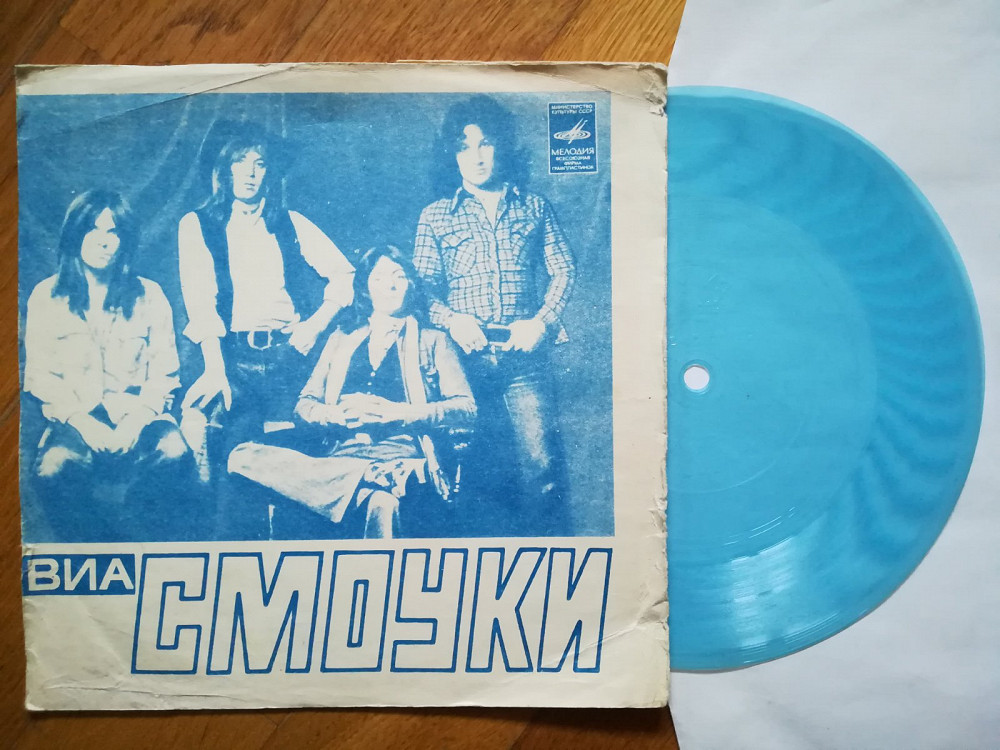 МИНИСТЕРСТВО
КУЛЬТУРЫ СССР
МЕЛОДИЯ
ВСЕСОЮЗНАЯ
ФИРМА
ГРАМПЛАСТИНОК
ВИА СМОУКИ